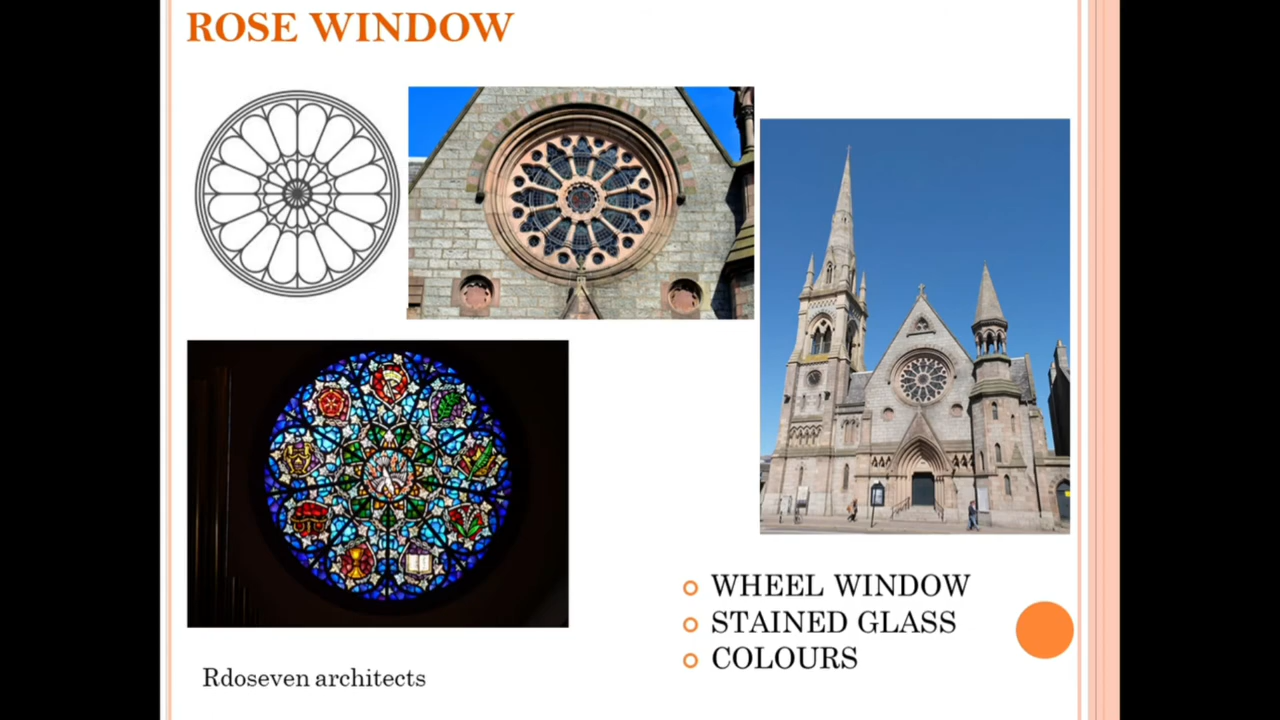 ROSE WINDOW
WHEEL WINDOW
STAINED GLASS
COLOURS
Rdoseven architects